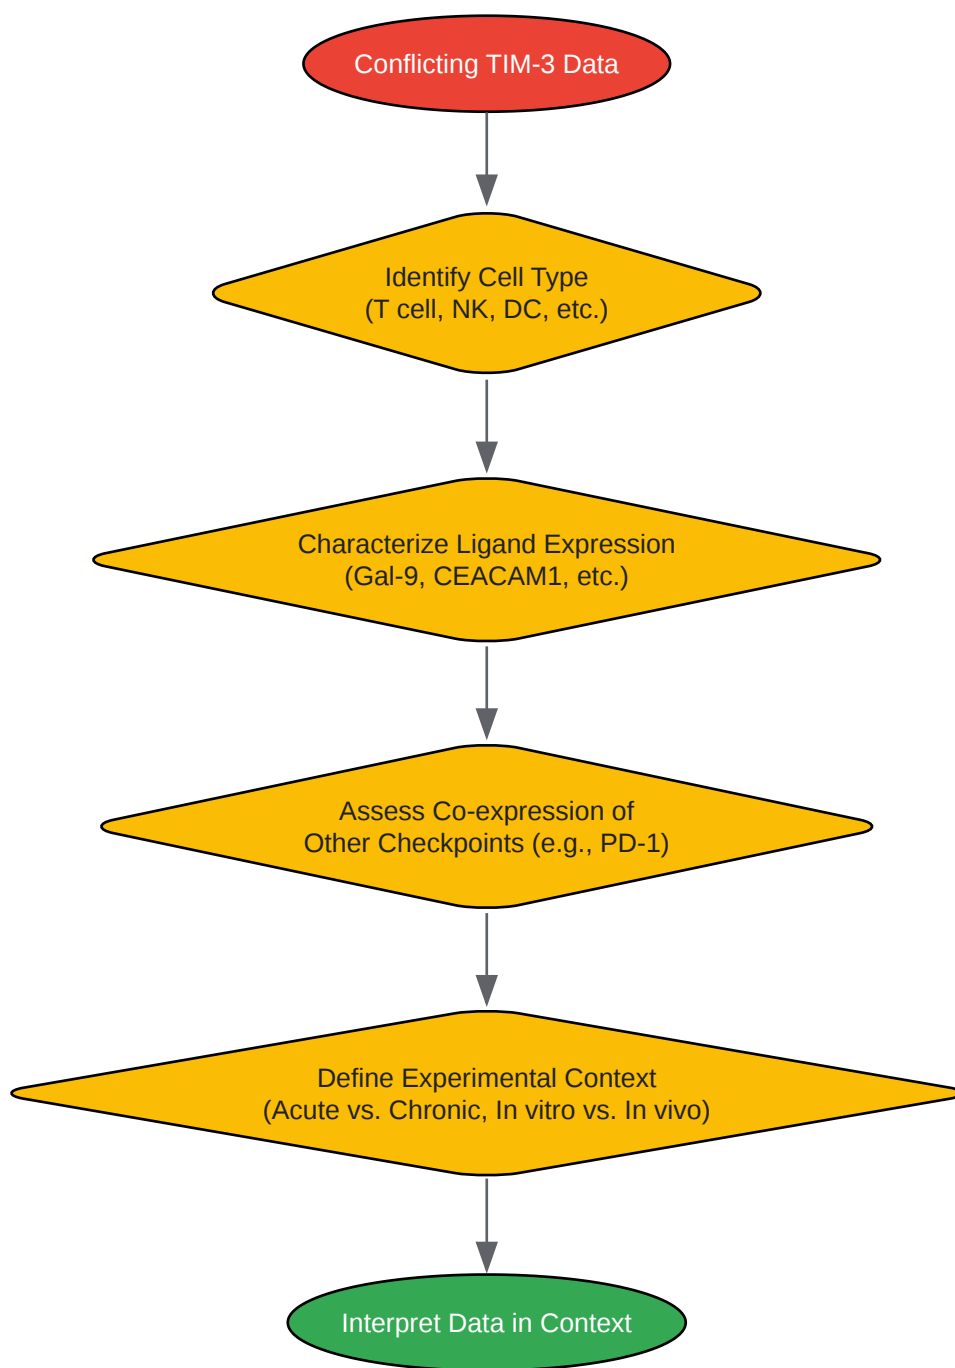 Conflicting TIM-3 Data
Identify Cell Type
(T cell, NK, DC, etc.)
Characterize Ligand Expression
(Gal-9, CEACAM1, etc.)
Assess Co-expression of
Other Checkpoints (e.g., PD-1)
Define Experimental Context
(Acute vs. Chronic, In vitro vs. In vivo)
Interpret Data in Context